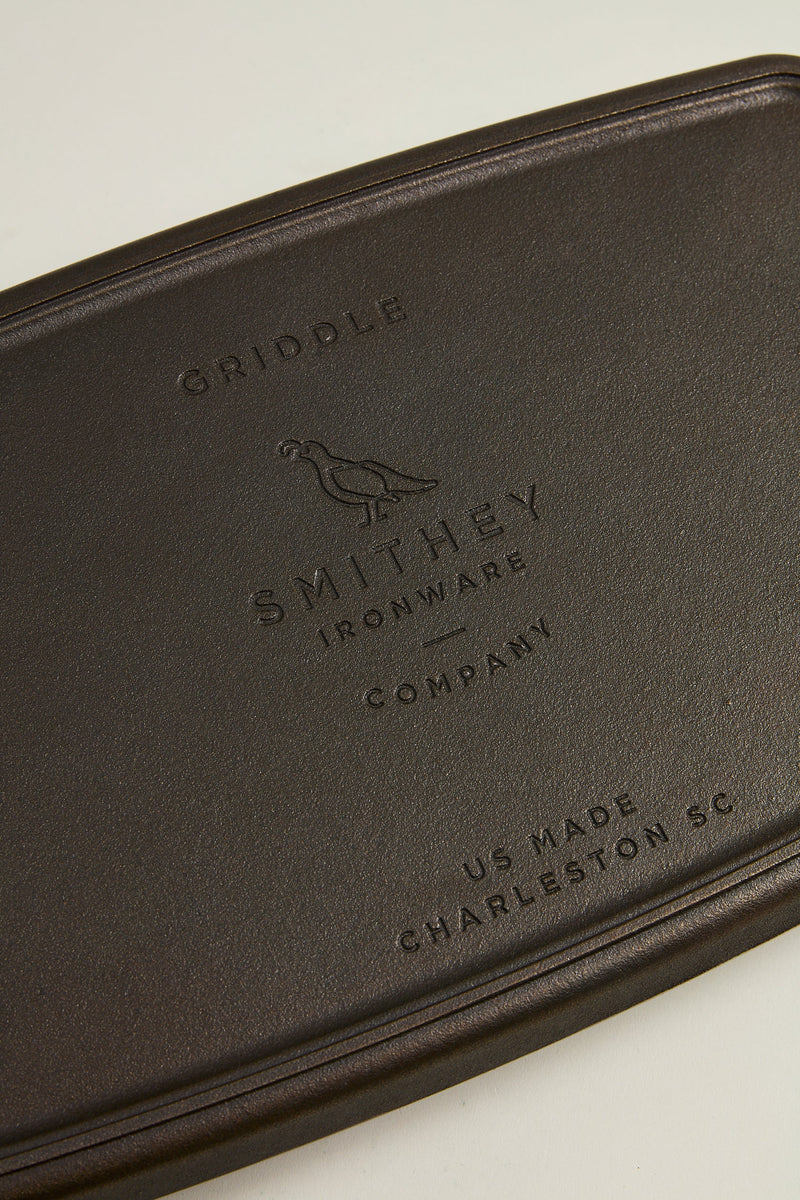 GRIDDLE
SMITHEY
IRONWARE
COMPANY
US MADE
CHARLESTON SC